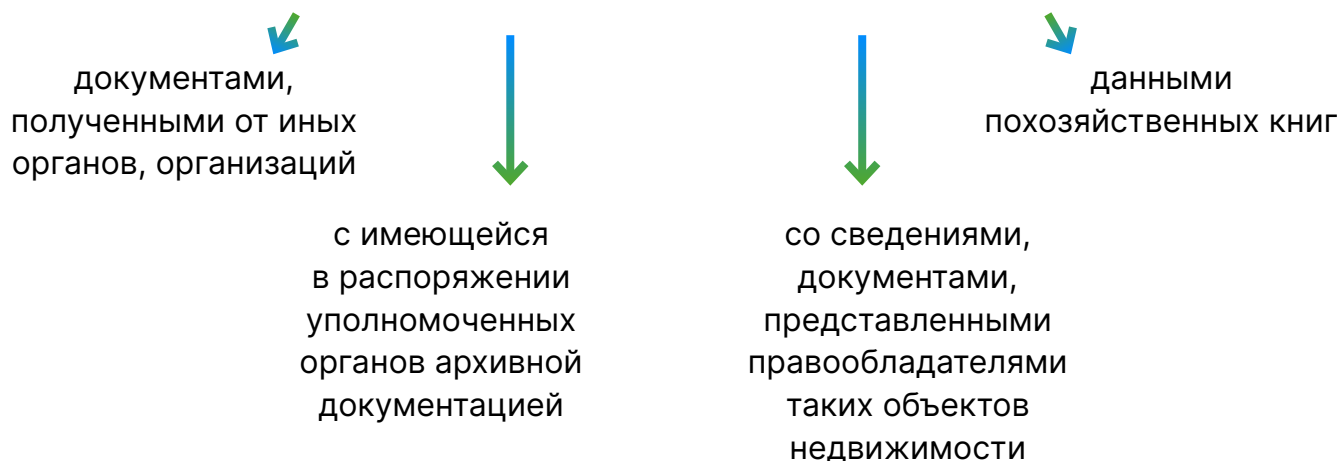 документами,
полученными от иных
органов, организаций
с имеющейся
в распоряжении
уполномоченных
органов архивной
документацией
со сведениями,
документами,
представленными
правообладателями
таких объектов
недвижимости
данными
похозяйственных книг